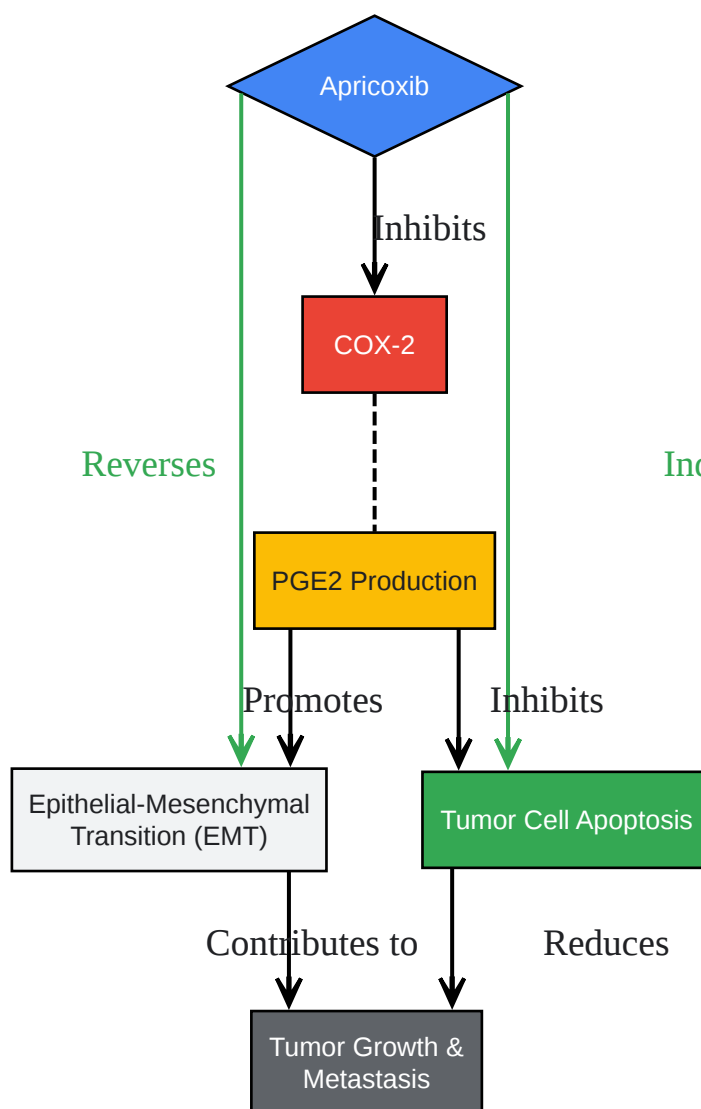 Apricoxib
Inhibits
COX-2
Reverses
PGE2 Production
Promotes
Inhibits
Epithelial-Mesenchymal
Transition (EMT)
Tumor Cell Apoptosis
Contributes to
Reduces
Tumor Growth &
Metastasis